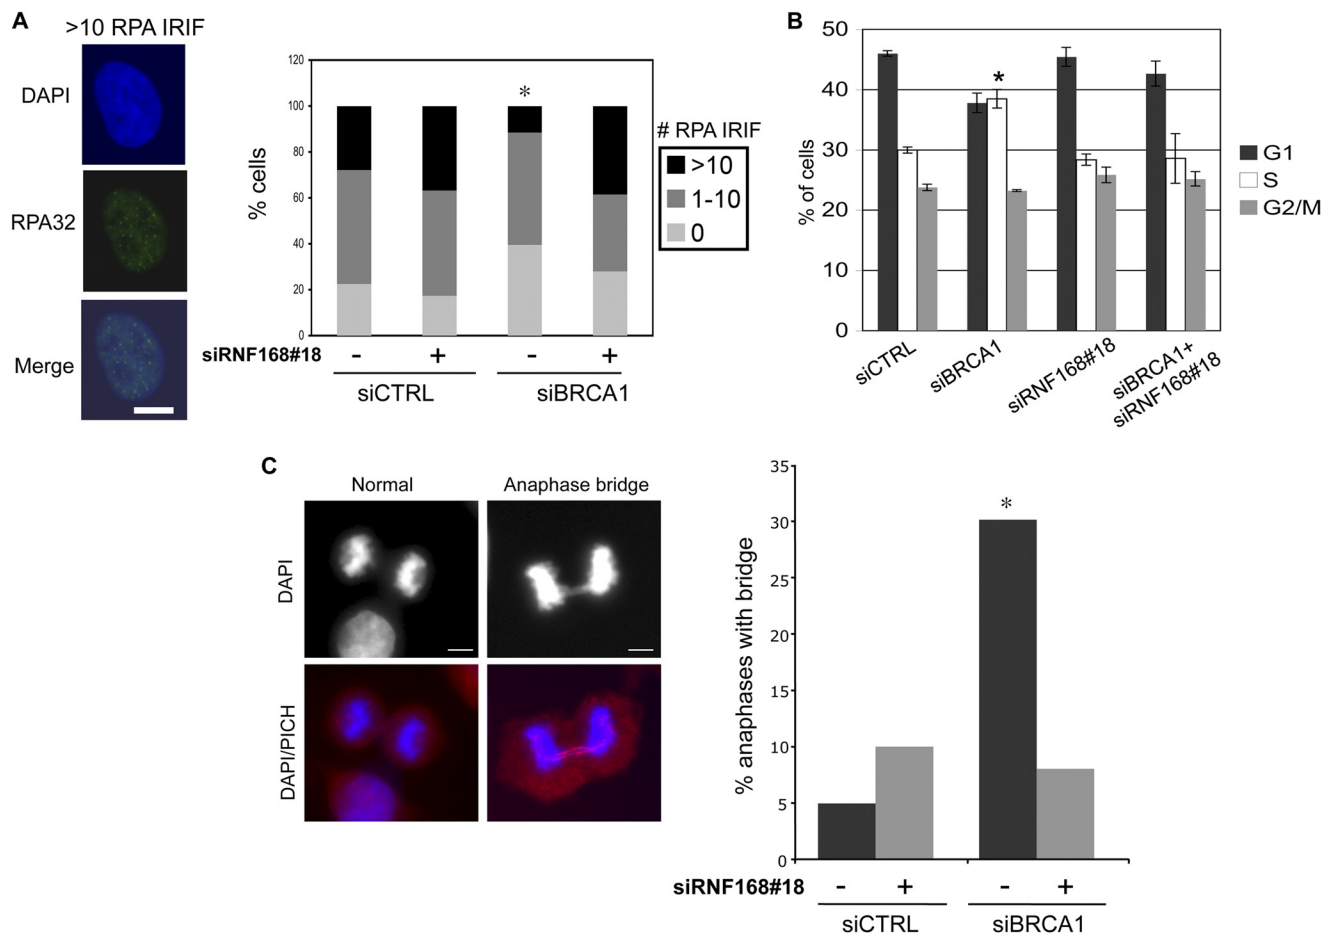 A
>10 RPA IRIF
DAPI
RPA32
Merge
120
100
80
60
40
20
0
% cells
*
# RPA IRIF
>10
1-10
0
siRNF168#18
- + - +
siCTRL siBRCA1
B
50
40
30
20
10
0
% of cells
*
G1
S
G2/M
siCTRL
siBRCA1
siRNF168#18
siBRCA1+
siRNF168#18
C
Normal Anaphase bridge
DAPI
DAPI/PICH
35
30
25
20
15
10
5
0
% anaphases with bridge
*
siRNF168#18
- + - +
siCTRL siBRCA1